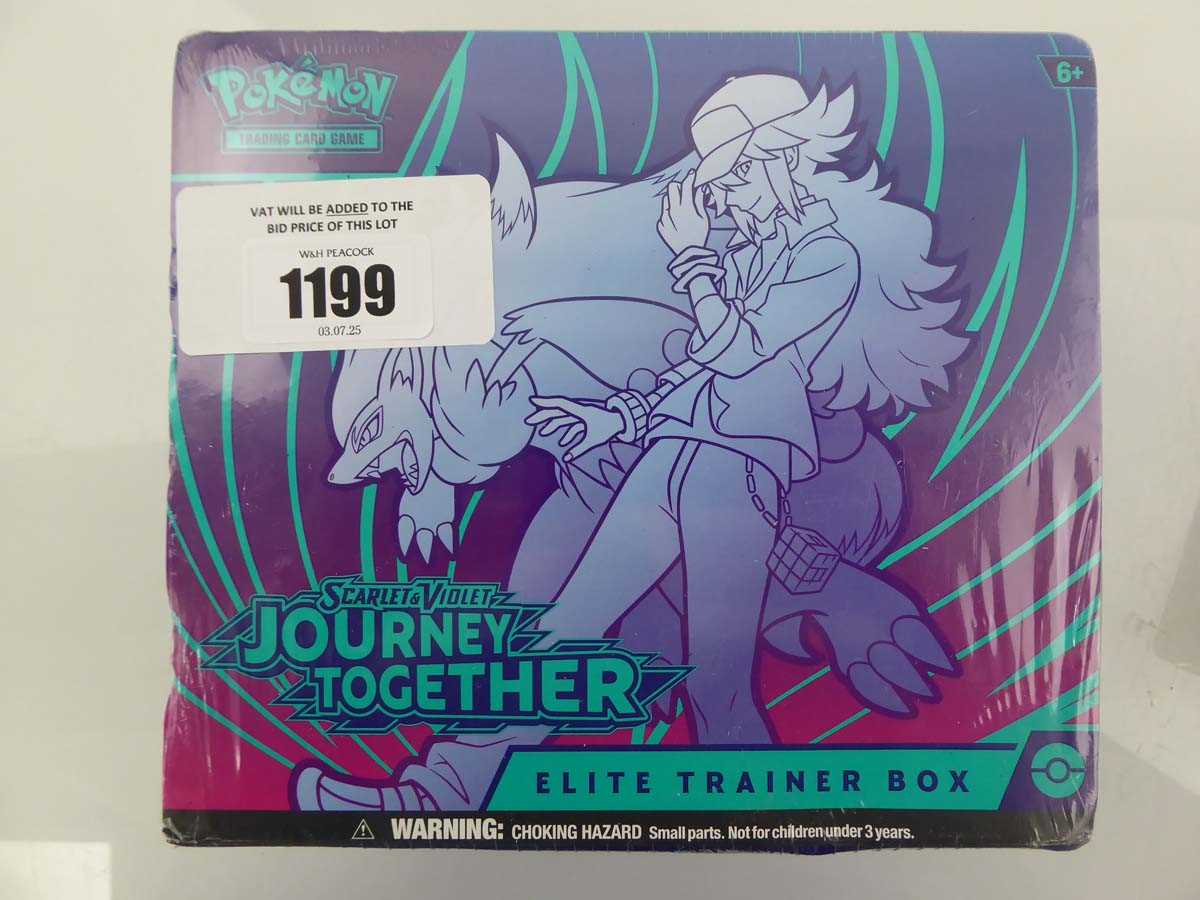 POKÉMON
TRADING CARD GAME
6+
VAT WILL BE ADDED TO THE
BID PRICE OF THIS LOT
W&H PEACOCK
1199
03.07.25
SCARLET & VIOLET
JOURNEY
TOGETHER
ELITE TRAINER BOX
WARNING: CHOKING HAZARD Small parts. Not for children under 3 years.